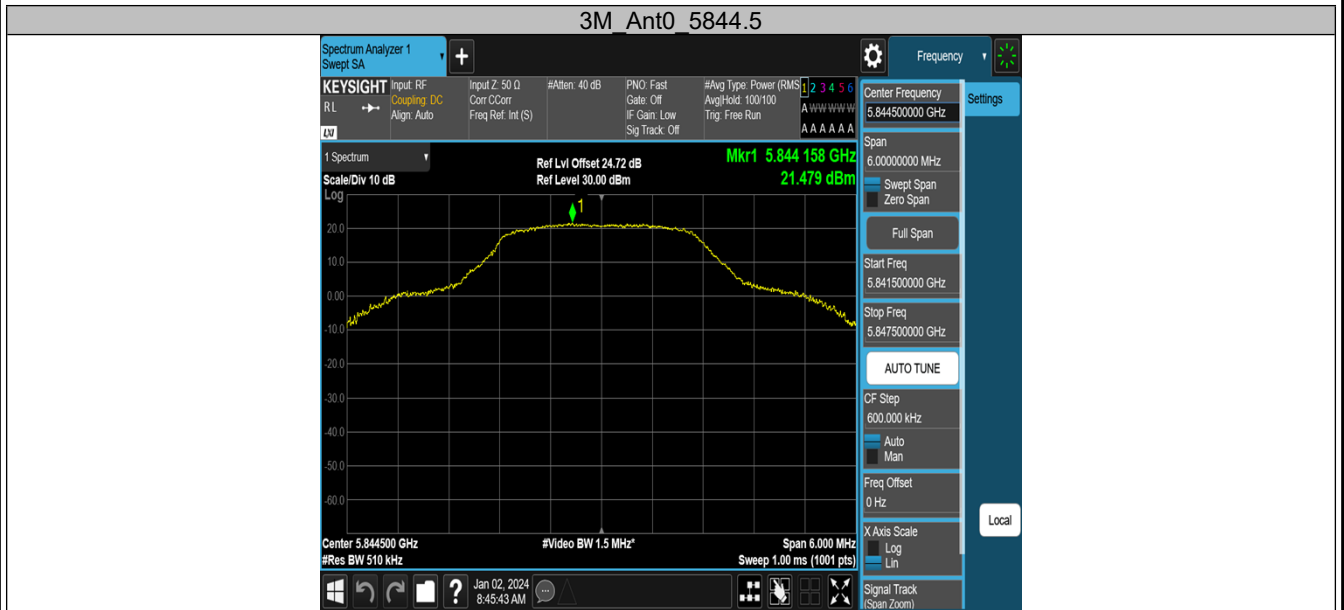 3M_Ant0_5844.5
Spectrum Analyzer 1
Swept SA
+
Frequency
KEYSIGHT
RL
LXI
Input: RF
Coupling: DC
Align: Auto
Input Z: 50 Ω
Corr CCorr
Freq Ref: Int (S)
#Atten: 40 dB
PNO: Fast
Gate: Off
IF Gain: Low
Sig Track: Off
#Avg Type: Power (RMS
Avg|Hold: 100/100
Trig: Free Run
1 2 3 4 5 6
A W W W W W
A A A A A A
1 Spectrum
Scale/Div 10 dB
Log
Ref Lvl Offset 24.72 dB
Ref Level 30.00 dBm
Mkr1 5.844 158 GHz
21.479 dBm
1
20.0
10.0
0.00
-10.0
-20.0
-30.0
-40.0
-50.0
-60.0
Center 5.844500 GHz
#Res BW 510 kHz
#Video BW 1.5 MHz*
Span 6.000 MHz
Sweep 1.00 ms (1001 pts)
?
Jan 02, 2024
8:45:43 AM
Center Frequency
5.844500000 GHz
Span
6.00000000 MHz
Swept Span
Zero Span
Full Span
Start Freq
5.841500000 GHz
Stop Freq
5.847500000 GHz
AUTO TUNE
CF Step
600.000 kHz
Auto
Man
Freq Offset
0 Hz
X Axis Scale
Log
Lin
Signal Track
(Span Zoom)
Settings
Local